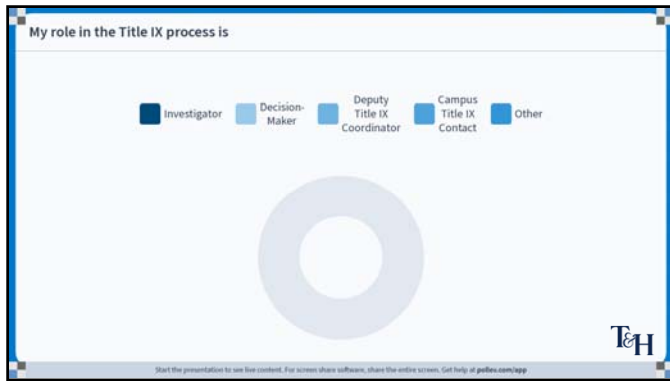 My role in the Title IX process is
Investigator
Decision-
Maker
Deputy
Title IX
Coordinator
Campus
Title IX
Contact
Other
T&H
Start the presentation to see live content. For screen share software, share the entire screen. Get help at pollev.com/app